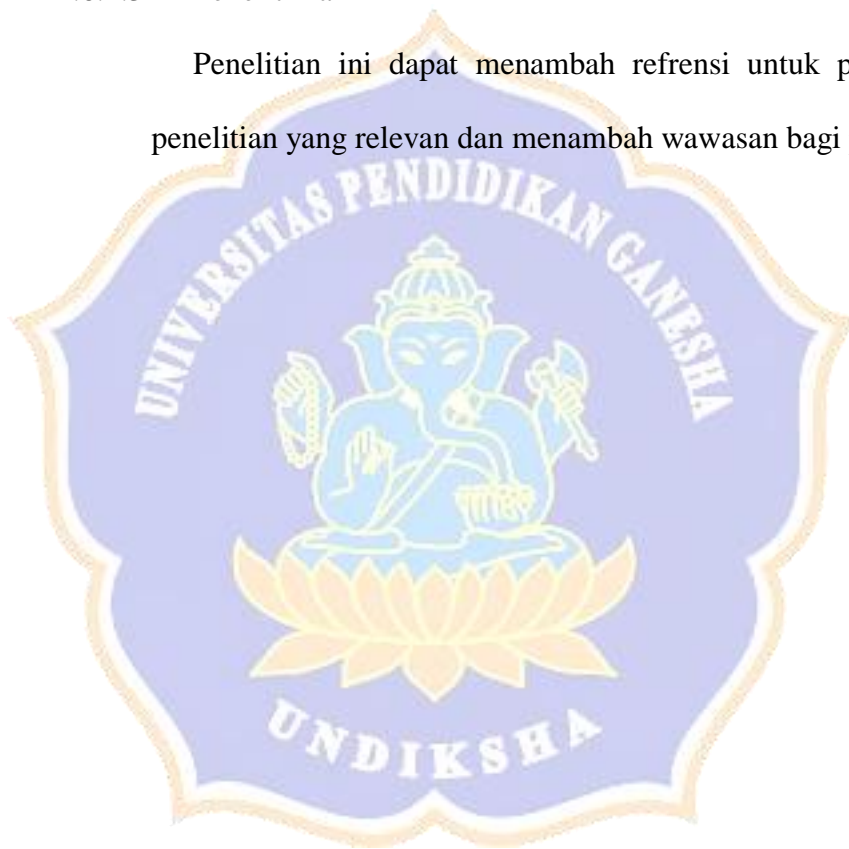 Penelitian ini dapat menambah refrensi untuk
penelitian yang relevan dan menambah wawasan bagi
UNIVERSITAS PENDIDIKAN GANESHA
UNDIKSHA